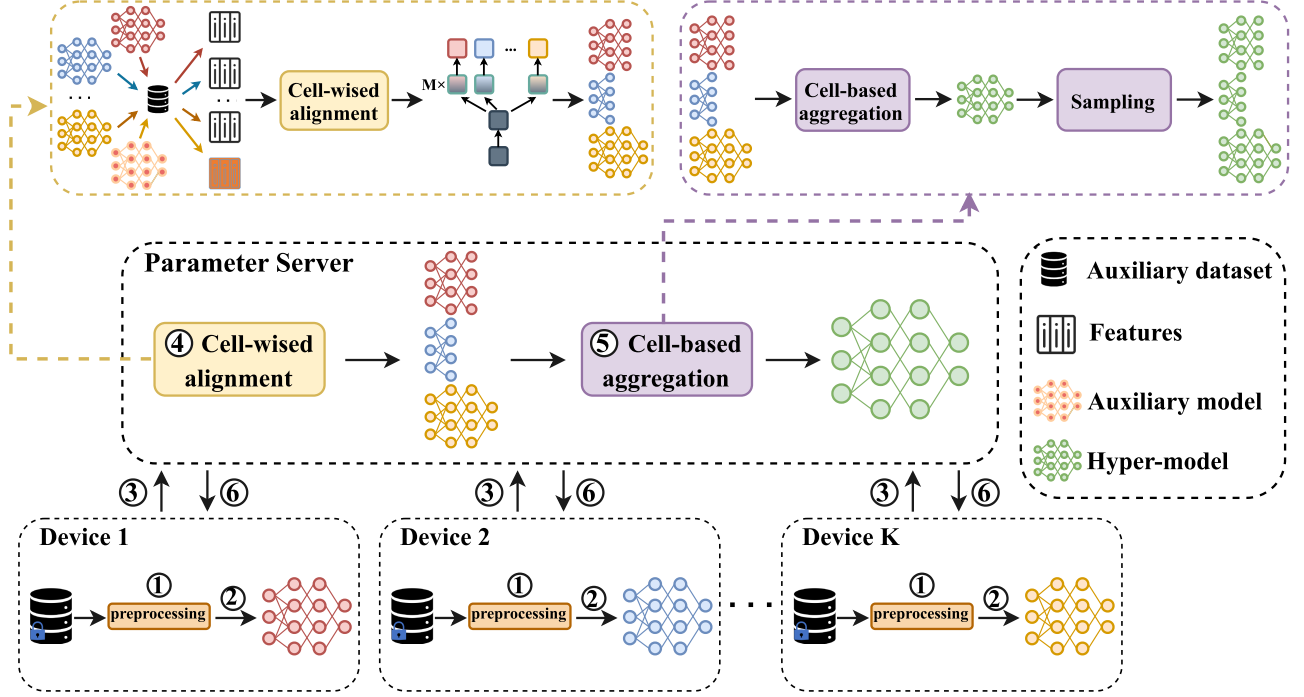 Cell-wised
alignment
M×
...
Cell-based
aggregation
Sampling
Parameter Server
④ Cell-wised
alignment
⑤ Cell-based
aggregation
Auxiliary dataset
Features
Auxiliary model
Hyper-model
③ ⑥
③ ⑥
③ ⑥
Device 1
①
preprocessing
②
Device 2
①
preprocessing
②
Device K
①
preprocessing
②